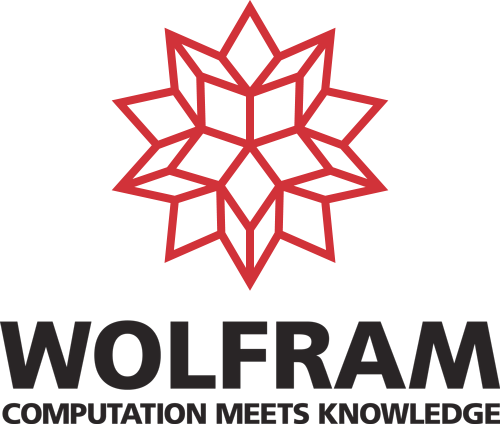 WOLFRAM
COMPUTATION MEETS KNOWLEDGE